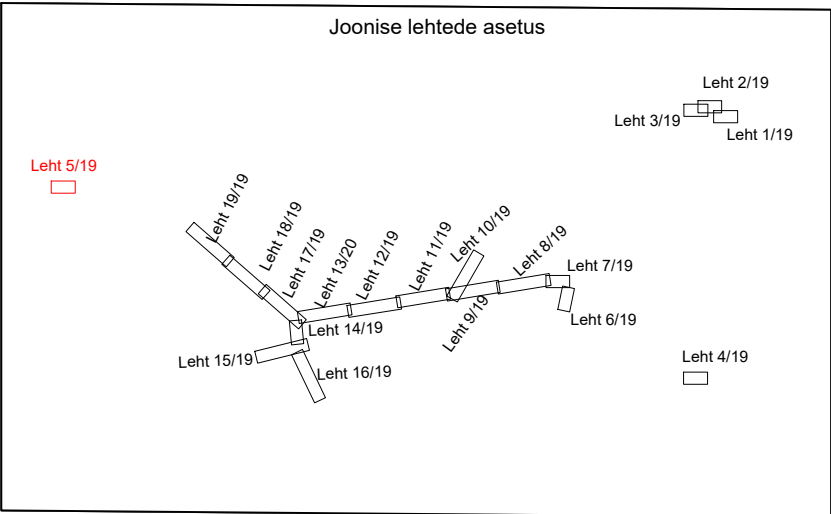 Joonise lehtede asetus
Leht 2/19
Leht 3/19
Leht 1/19
Leht 5/19
Leht 19/19
Leht 18/19
Leht 17/19
Leht 13/20
Leht 12/19
Leht 11/19
Leht 10/19
Leht 8/19
Leht 7/19
Leht 9/19
Leht 6/19
Leht 14/19
Leht 15/19
Leht 16/19
Leht 4/19